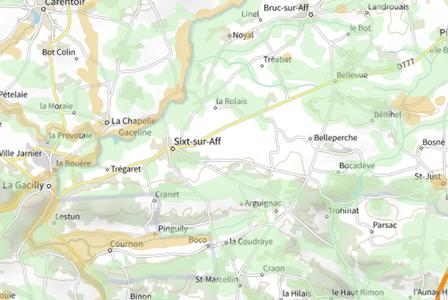 Carentoir
Bruc-sur-Aff
Landrouais
Linel
Noyal
le Bot
Bot Colin
Trébat
D777
Bellevue
Pételaie
la Rolais
la Moraie
Bénihel
La Chapelle
Gaceline
la Provotaie
Sixt-sur-Aff
Belleperche
Bosné
Ville Jarnier
la Bouère
Trégaret
Bocadève
St-Just
La Gacilly
Cranet
Arguignac
Trohinat
Lestun
Parsac
Pinguily
Boco
la Coudraye
Cournon
Craon
St-Marcellin
Binon
la Hilais
le Haut Rimon
l'Aunay